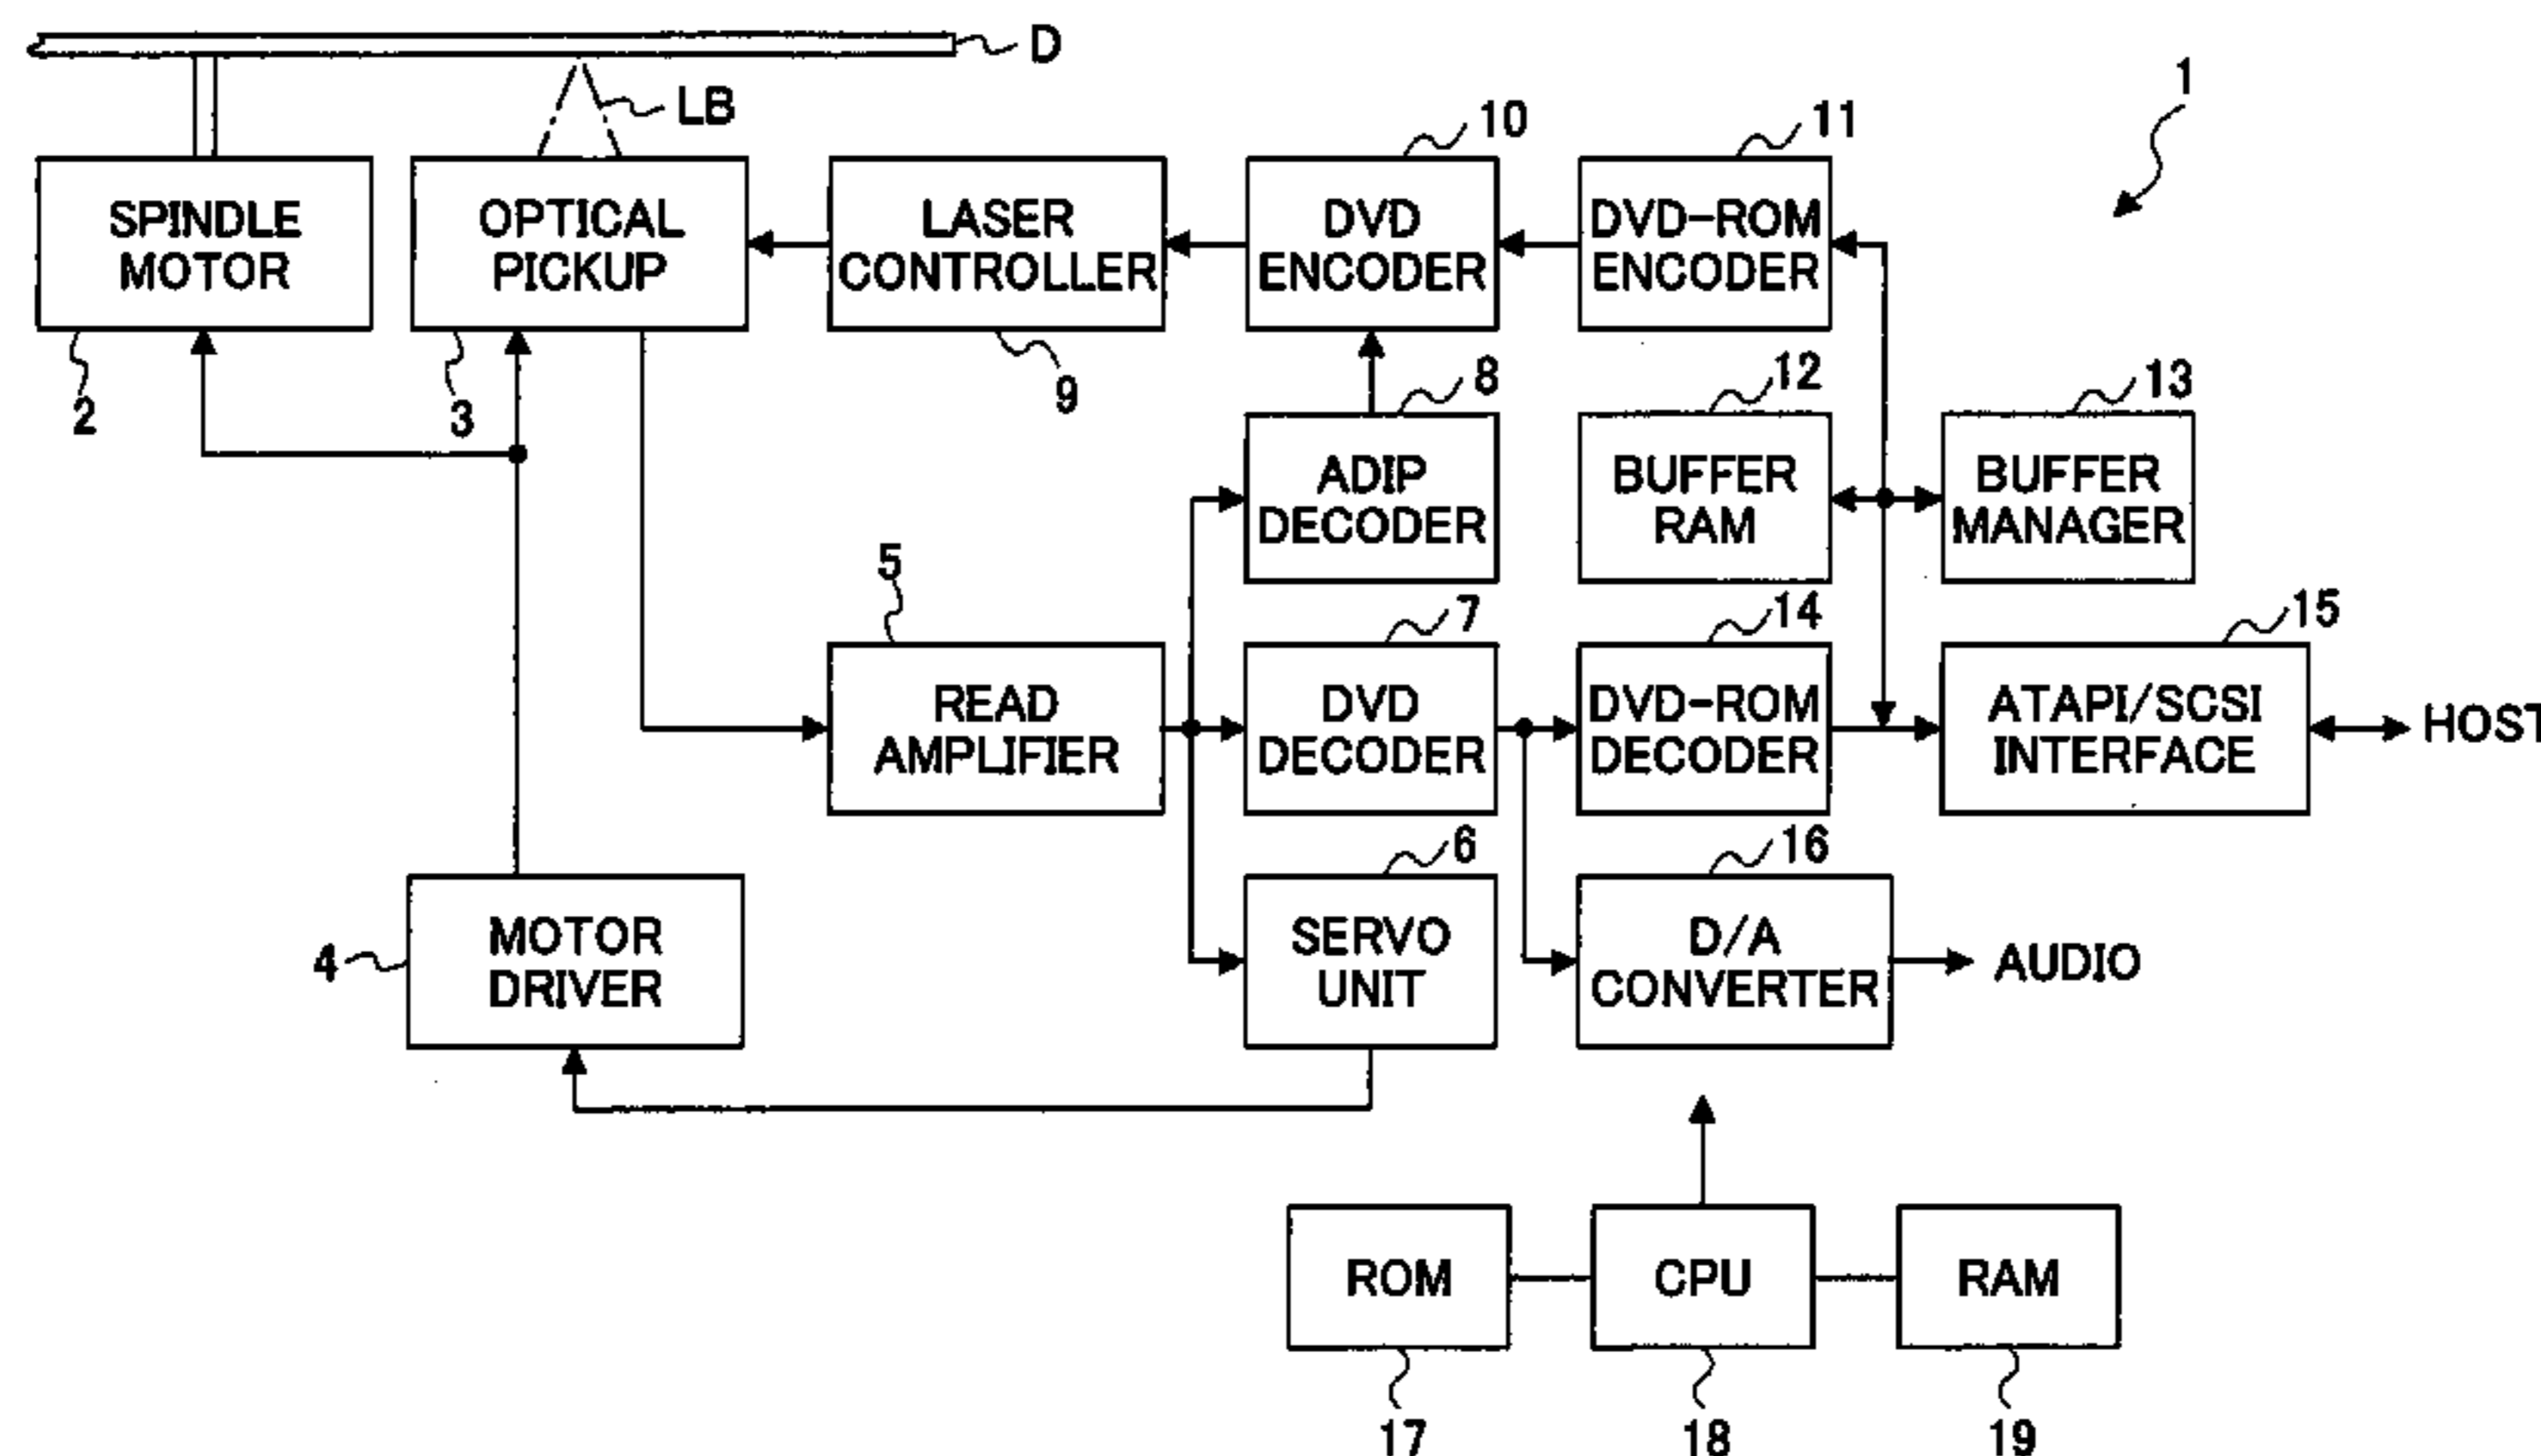 D
LB
1
10
11
SPINDLE
MOTOR
OPTICAL
PICKUP
LASER
CONTROLLER
DVD
ENCODER
DVD-ROM
ENCODER
2
3
9
8
12
13
ADIP
DECODER
BUFFER
RAM
BUFFER
MANAGER
5
7
14
15
READ
AMPLIFIER
DVD
DECODER
DVD-ROM
DECODER
ATAPI/SCSI
INTERFACE
HOST
6
16
4
MOTOR
DRIVER
SERVO
UNIT
D/A
CONVERTER
AUDIO
ROM
CPU
RAM
17
18
19